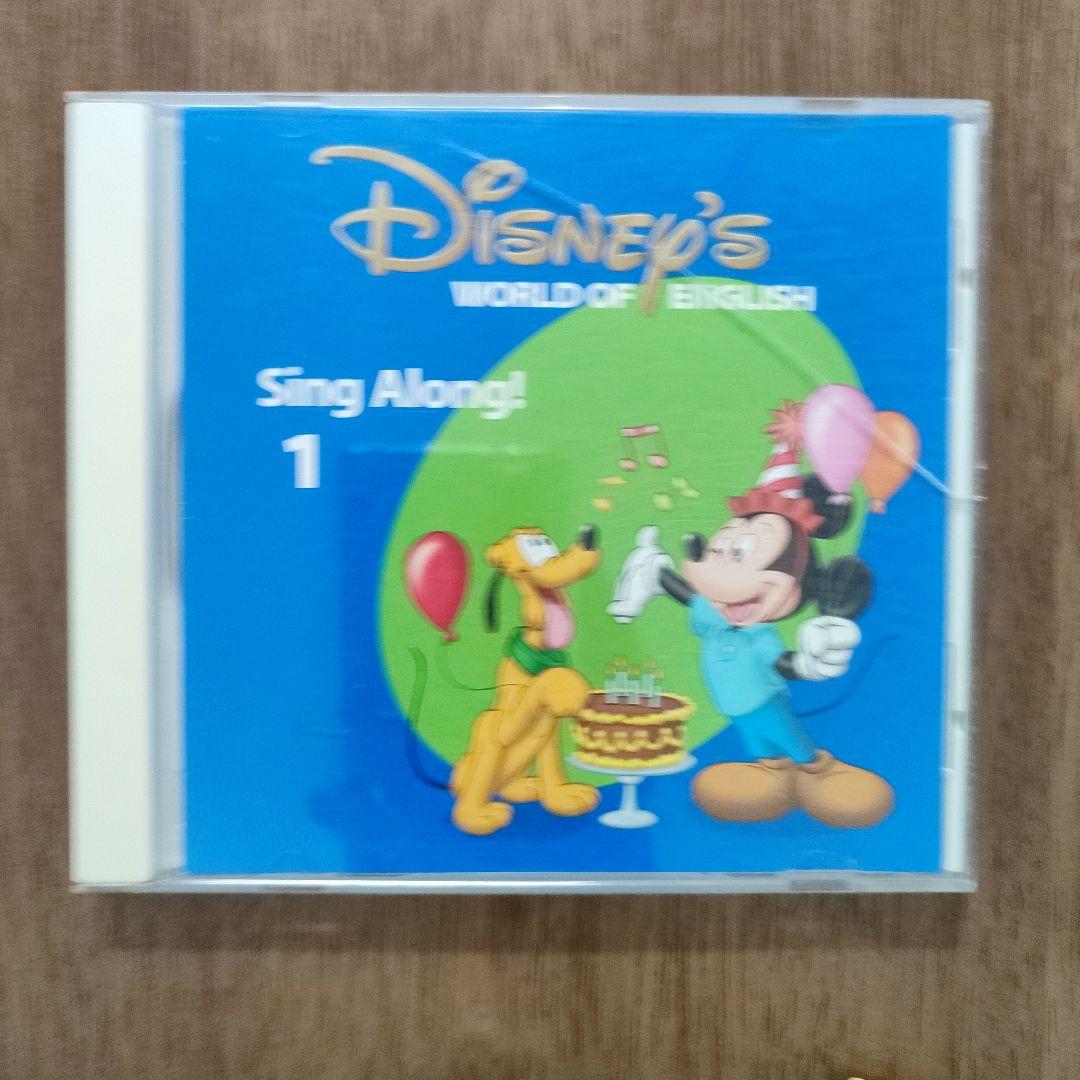 Disney's
WORLD OF ENGLISH
Sing Along!
1